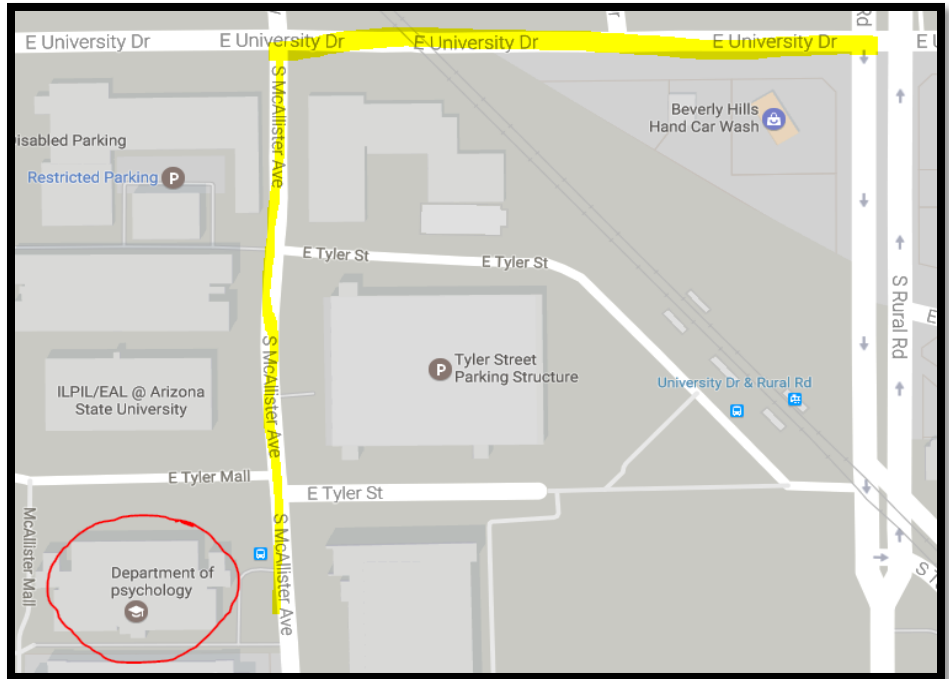 Rd
E University Dr
E University Dr
E University Dr
E University Dr
S McAllister Ave
Beverly Hills
Hand Car Wash
isabled Parking
Restricted Parking
P
E Tyler St
E Tyler St
S Rural Rd
E
S McAllister Ave
Tyler Street
Parking Structure
P
ILPIL/EAL @ Arizona
State University
University Dr & Rural Rd
E Tyler Mall
E Tyler St
McAllister Mall
S McAllister Ave
Department of
psychology